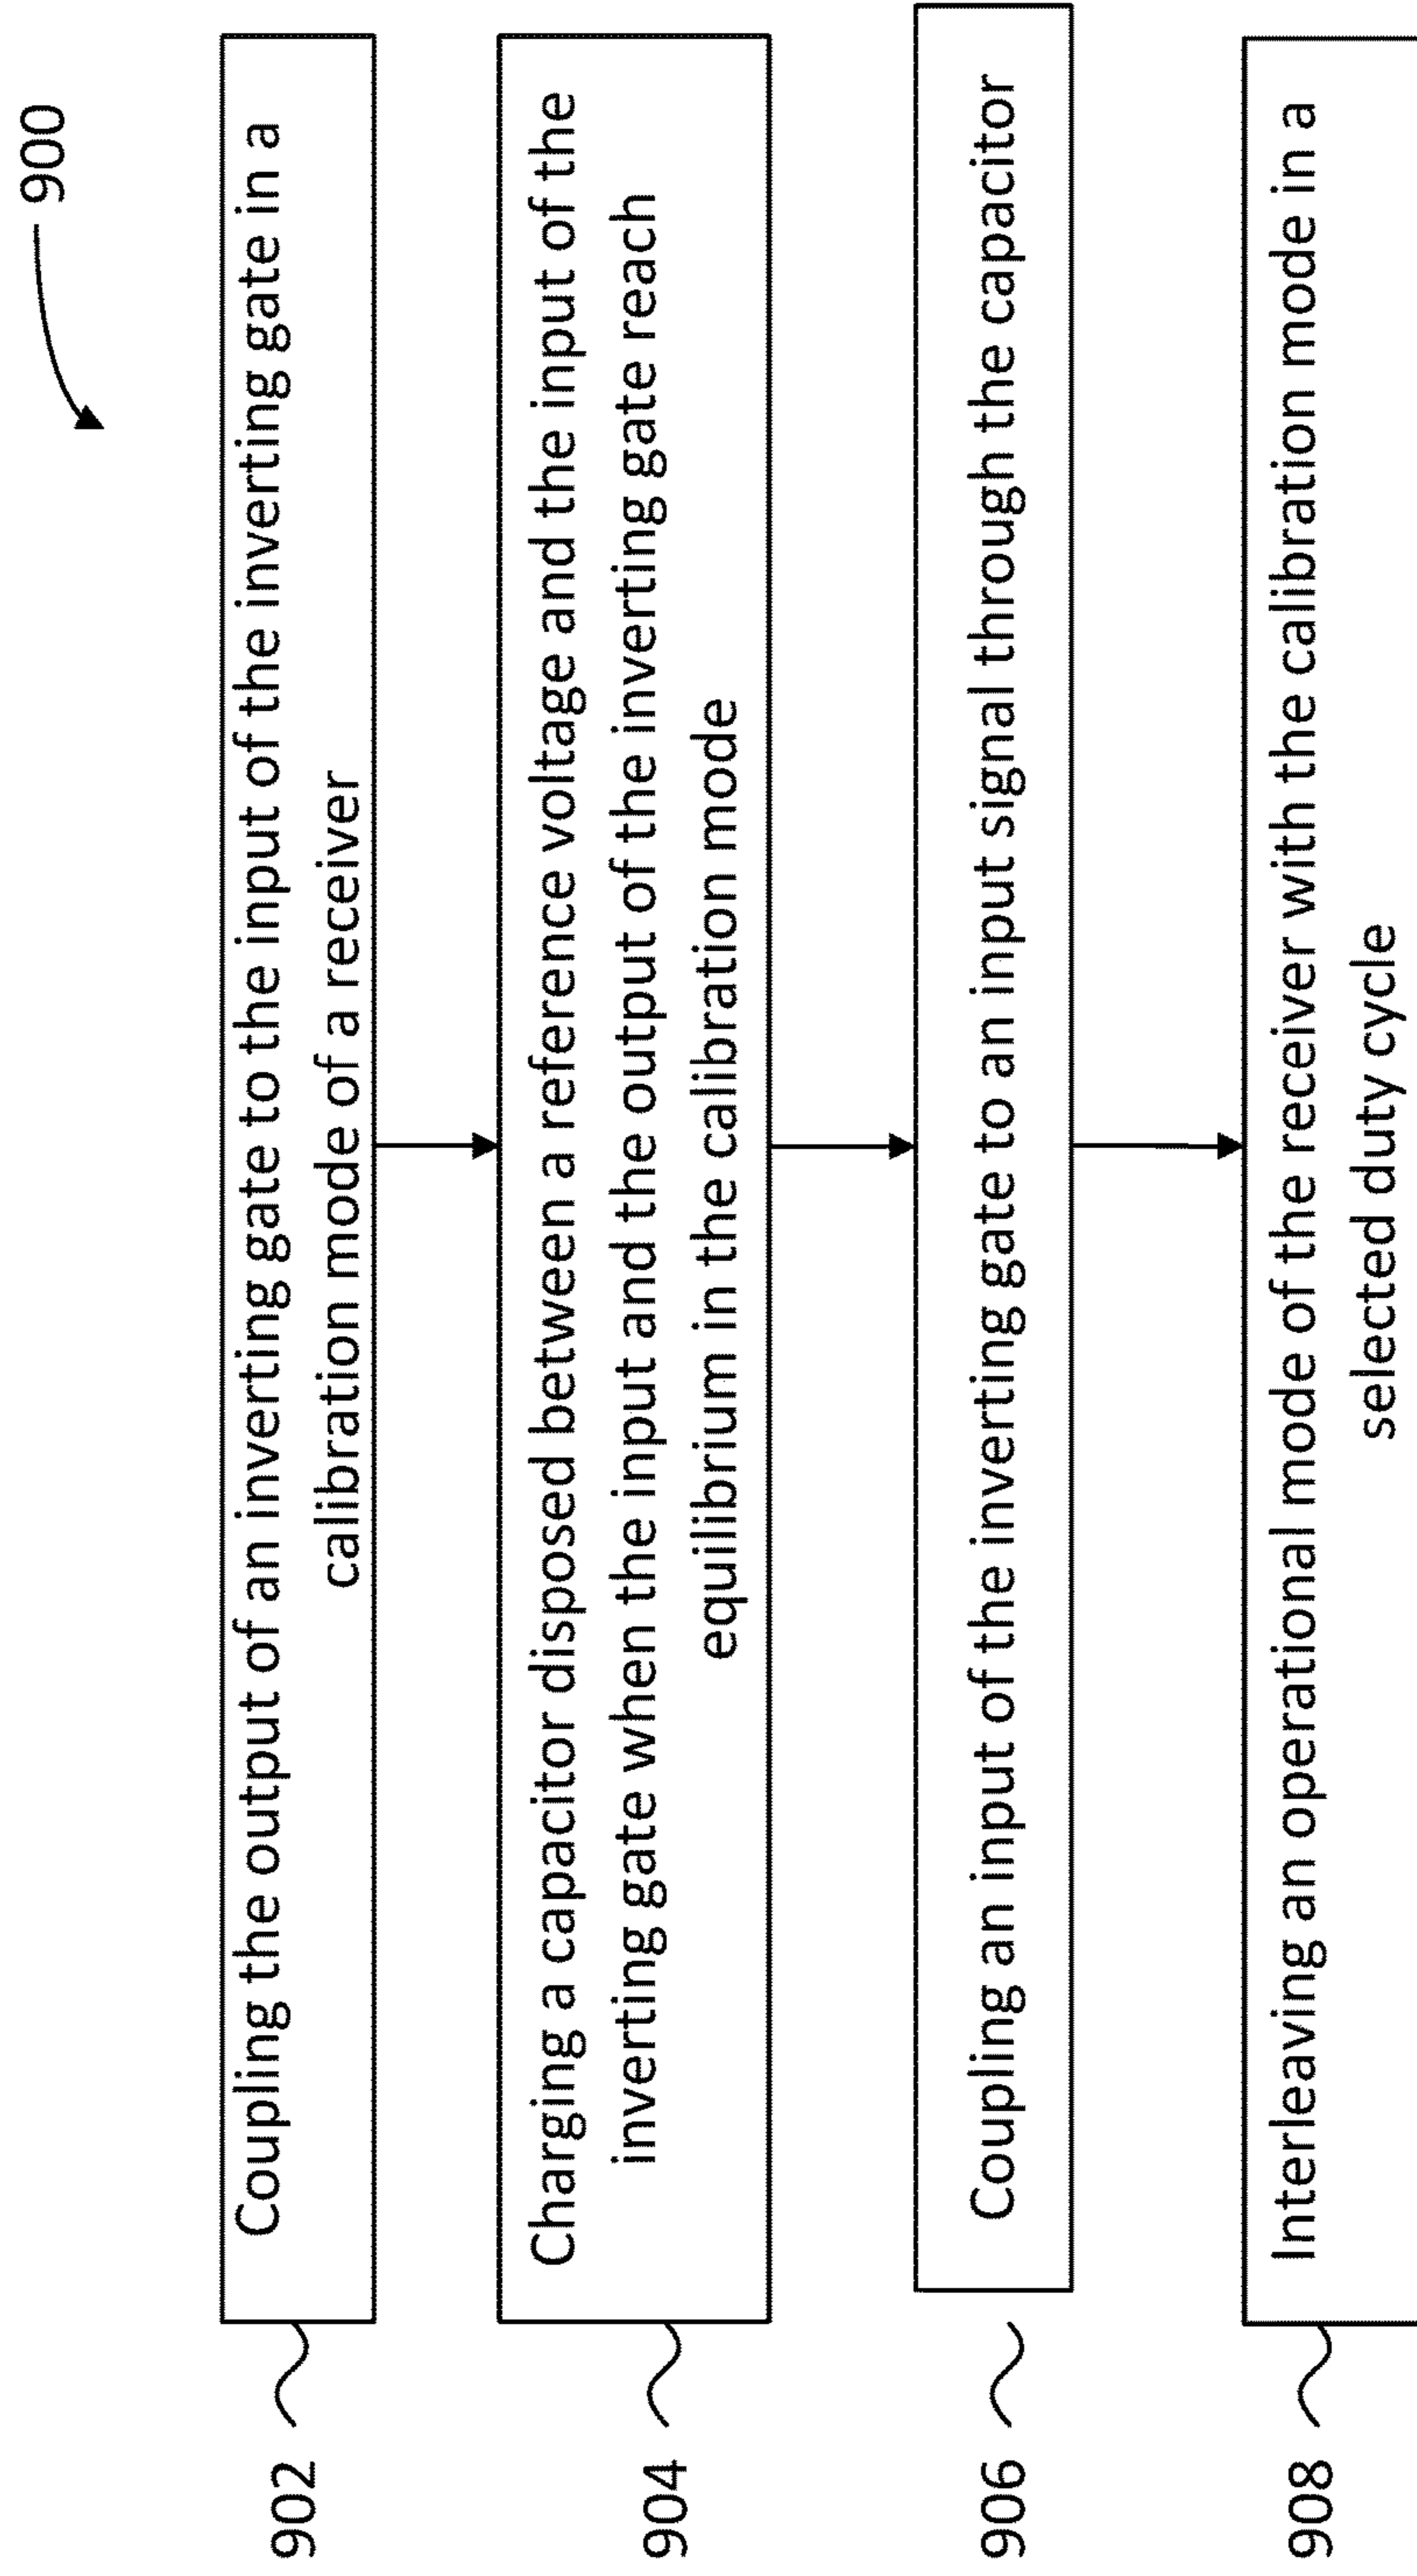 900
902
Coupling the output of an inverting gate to the input of the inverting gate in a
calibration mode of a receiver
904
Charging a capacitor disposed between a reference voltage and the input of the
inverting gate when the input and the output of the inverting gate reach
equilibrium in the calibration mode
906
Coupling an input of the inverting gate to an input signal through the capacitor
908
Interleaving an operational mode of the receiver with the calibration mode in a
selected duty cycle